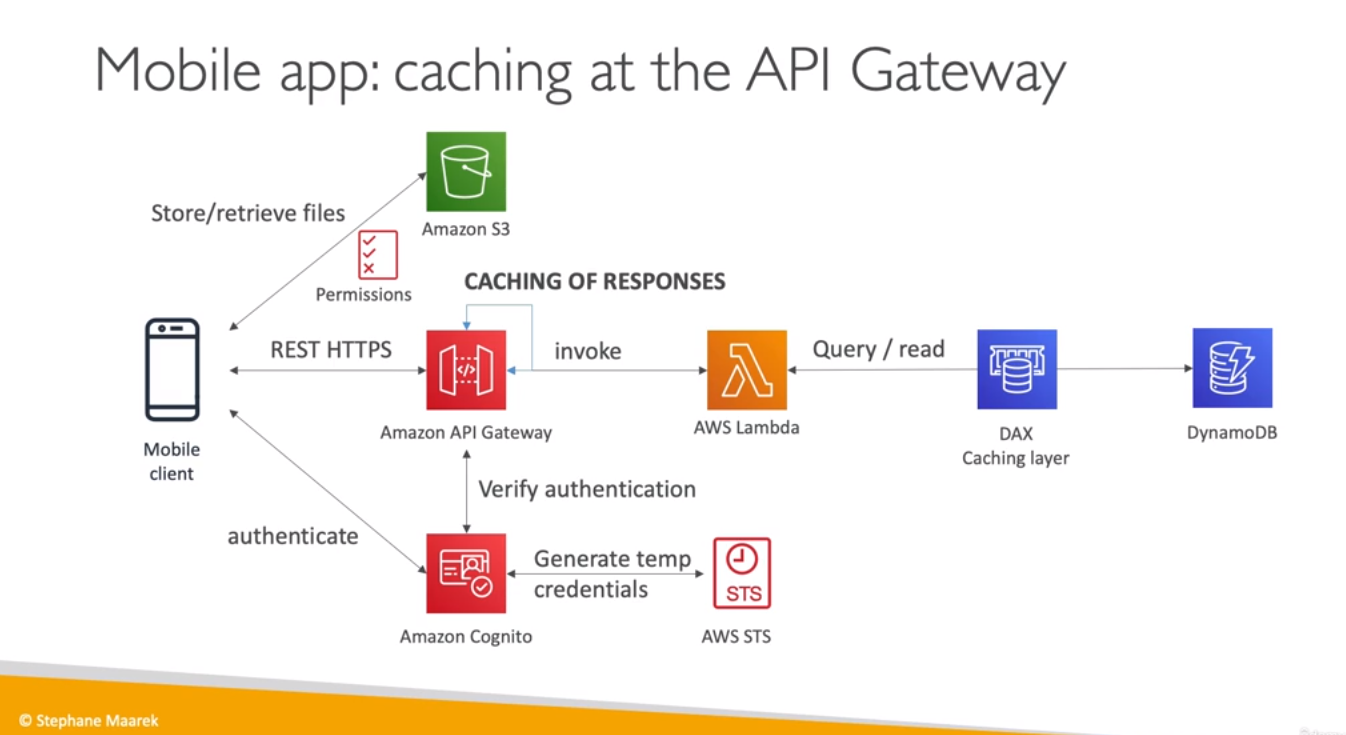 Mobile app: caching at the API Gateway
Store/retrieve files
Amazon S3
Permissions
CACHING OF RESPONSES
REST HTTPS
invoke
Query / read
Mobile
client
Amazon API Gateway
</>
AWS Lambda
DAX
Caching layer
DynamoDB
Verify authentication
authenticate
Generate temp
credentials
STS
Amazon Cognito
AWS STS
© Stephane Maarek